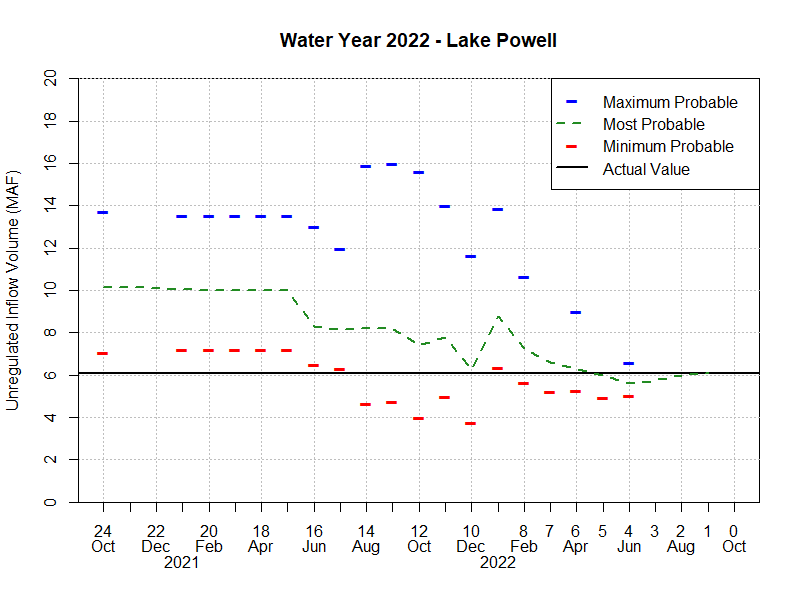 Water Year 2022 - Lake Powell
Unregulated Inflow Volume (MAF)
20
18
16
14
12
10
8
6
4
2
0
Maximum Probable
Most Probable
Minimum Probable
Actual Value
24 22 20 18 16 14 12 10 8 7 6 5 4 3 2 1 0
Oct Dec Feb Apr Jun Aug Oct Dec Feb Apr Jun Aug Oct
2021 2022